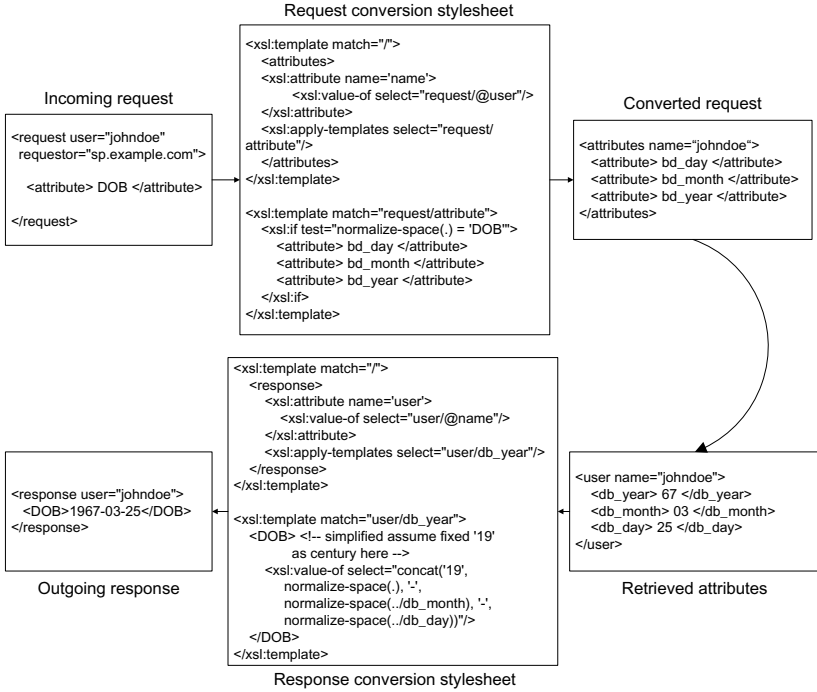 Request conversion stylesheet
<xsl:template match="/">
<attributes>
<xsl:attribute name='name'>
<xsl:value-of select="request/@user"/>
</xsl:attribute>
<xsl:apply-templates select="request/
attribute"/>
</attributes>
</xsl:template>
<xsl:template match="request/attribute">
<xsl:if test="normalize-space(.) = 'DOB'">
<attribute> bd_day </attribute>
<attribute> bd_month </attribute>
<attribute> bd_year </attribute>
</xsl:if>
</xsl:template>
Incoming request
<request user="johndoe"
requestor="sp.example.com">
<attribute> DOB </attribute>
</request>
Converted request
<attributes name=“johndoe“>
<attribute> bd_day </attribute>
<attribute> bd_month </attribute>
<attribute> bd_year </attribute>
</attributes>
<xsl:template match="/">
<response>
<xsl:attribute name='user'>
<xsl:value-of select="user/@name"/>
</xsl:attribute>
<xsl:apply-templates select="user/db_year"/>
</response>
</xsl:template>
<xsl:template match="user/db_year">
<DOB> <!-- simplified assume fixed '19'
as century here -->
<xsl:value-of select="concat('19',
normalize-space(.), '-',
normalize-space(../db_month), '-',
normalize-space(../db_day))"/>
</DOB>
</xsl:template>
Response conversion stylesheet
<response user="johndoe">
<DOB>1967-03-25</DOB>
</response>
Outgoing response
<user name="johndoe">
<db_year> 67 </db_year>
<db_month> 03 </db_month>
<db_day> 25 </db_day>
</user>
Retrieved attributes